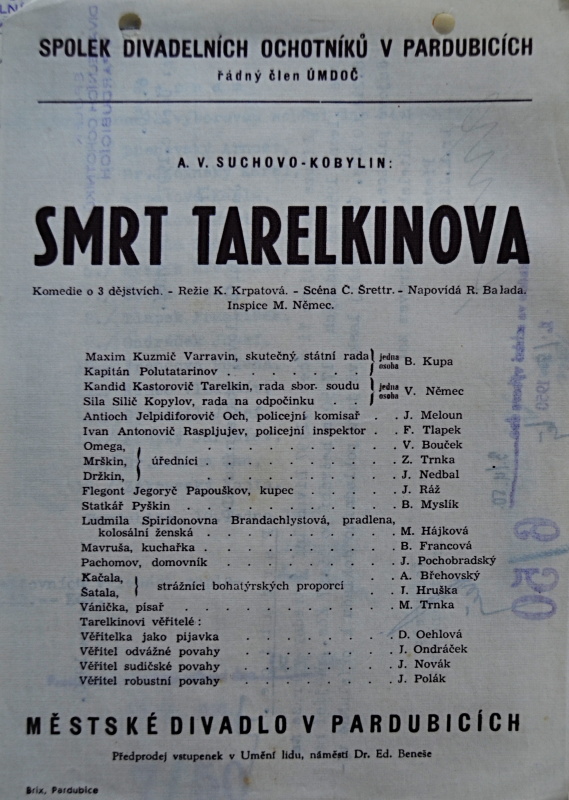 SPOLEK DIVADELNÍCH OCHOTNÍKŮ V PARDUBICÍCH
řádný člen ÚMDOČ
A. V. SUCHOVO-KOBYLIN:
SMRT TARELKINOVA
Komedie o 3 dějstvích. - Režie K. Krpatová. - Scéna Č. Šrettr. - Napovídá R. Balada.
Inspice M. Němec.
Maxim Kuzmič Varravin, skutečný státní rada } jedna osoba B. Kupa
Kapitán Polutatarinov . . . . . .
Kandid Kastorovič Tarelkin, rada sbor. soudu } jedna osoba V. Němec
Sila Silič Kopylov, rada na odpočinku . .
Antioch Jelpidiforovič Och, policejní komisař . . J. Meloun
Ivan Antonovič Raspljujev, policejní inspektor . . F. Tlapek
Omega, . . . . . . . . V. Bouček
Mrškin, } úředníci . . . . . . . . Z. Trnka
Držkin, . . . . . . . . J. Nedbal
Flegont Jegoryč Papouškov, kupec . . . . . J. Ráž
Statkář Pyškin . . . . . . . . . B. Myslík
Ludmila Spiridonovna Brandachlystová, pradlena,
kolosální ženská . . . . . . . M. Hájková
Mavruša, kuchařka . . . . . . . . B. Francová
Pachomov, domovník . . . . . . . J. Pochobradský
Kačala, } strážníci bohatýrských proporcí . . A. Břehovský
Šatala, . . I. Hruška
Vánička, písař . . . . . . . . . M. Trnka
Tarelkinovi věřitelé :
Věřitelka jako pijavka . . . . . . . D. Oehlová
Věřitel odvážné povahy . . . . . . . J. Ondráček
Věřitel sudičské povahy . . . . . . . J. Novák
Věřitel robustní povahy . . . . . . . J. Polák
MĚSTSKÉ DIVADLO V PARDUBICÍCH
Předprodej vstupenek v Umění lidu, náměstí Dr. Ed. Beneše
Brix, Pardubice